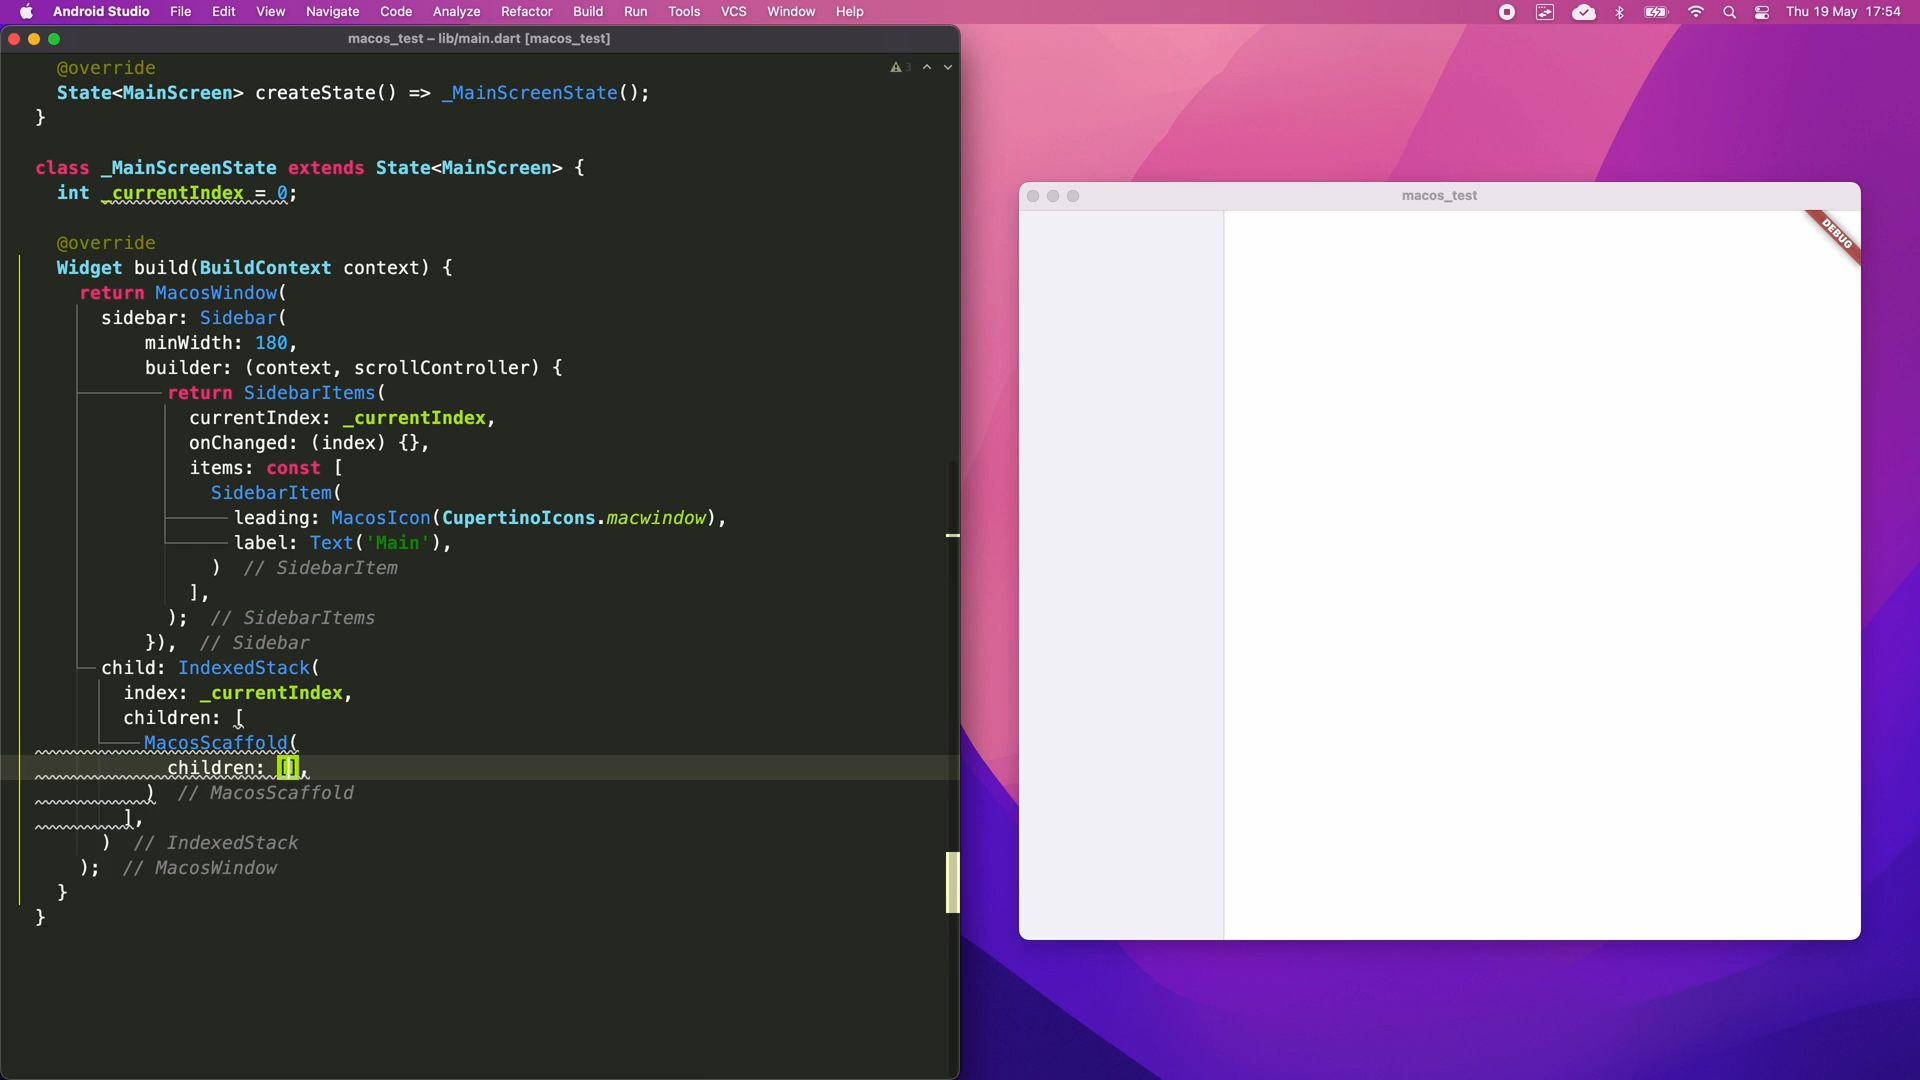 Android Studio File Edit View Navigate Code Analyze Refactor Build Run Tools VCS Window Help Thu 19 May 17:54
macos_test – lib/main.dart [macos_test]
@override
3
State<MainScreen> createState() => _MainScreenState();
}
class _MainScreenState extends State<MainScreen> {
int _currentIndex = 0;
@override
Widget build(BuildContext context) {
return MacosWindow(
sidebar: Sidebar(
minWidth: 180,
builder: (context, scrollController) {
return SidebarItems(
currentIndex: _currentIndex,
onChanged: (index) {},
items: const [
SidebarItem(
leading: MacosIcon(CupertinoIcons.macwindow),
label: Text('Main'),
) // SidebarItem
],
); // SidebarItems
}), // Sidebar
child: IndexedStack(
index: _currentIndex,
children: [
MacosScaffold(
children: [],
) // MacosScaffold
],
) // IndexedStack
); // MacosWindow
}
}
macos_test
DEBUG